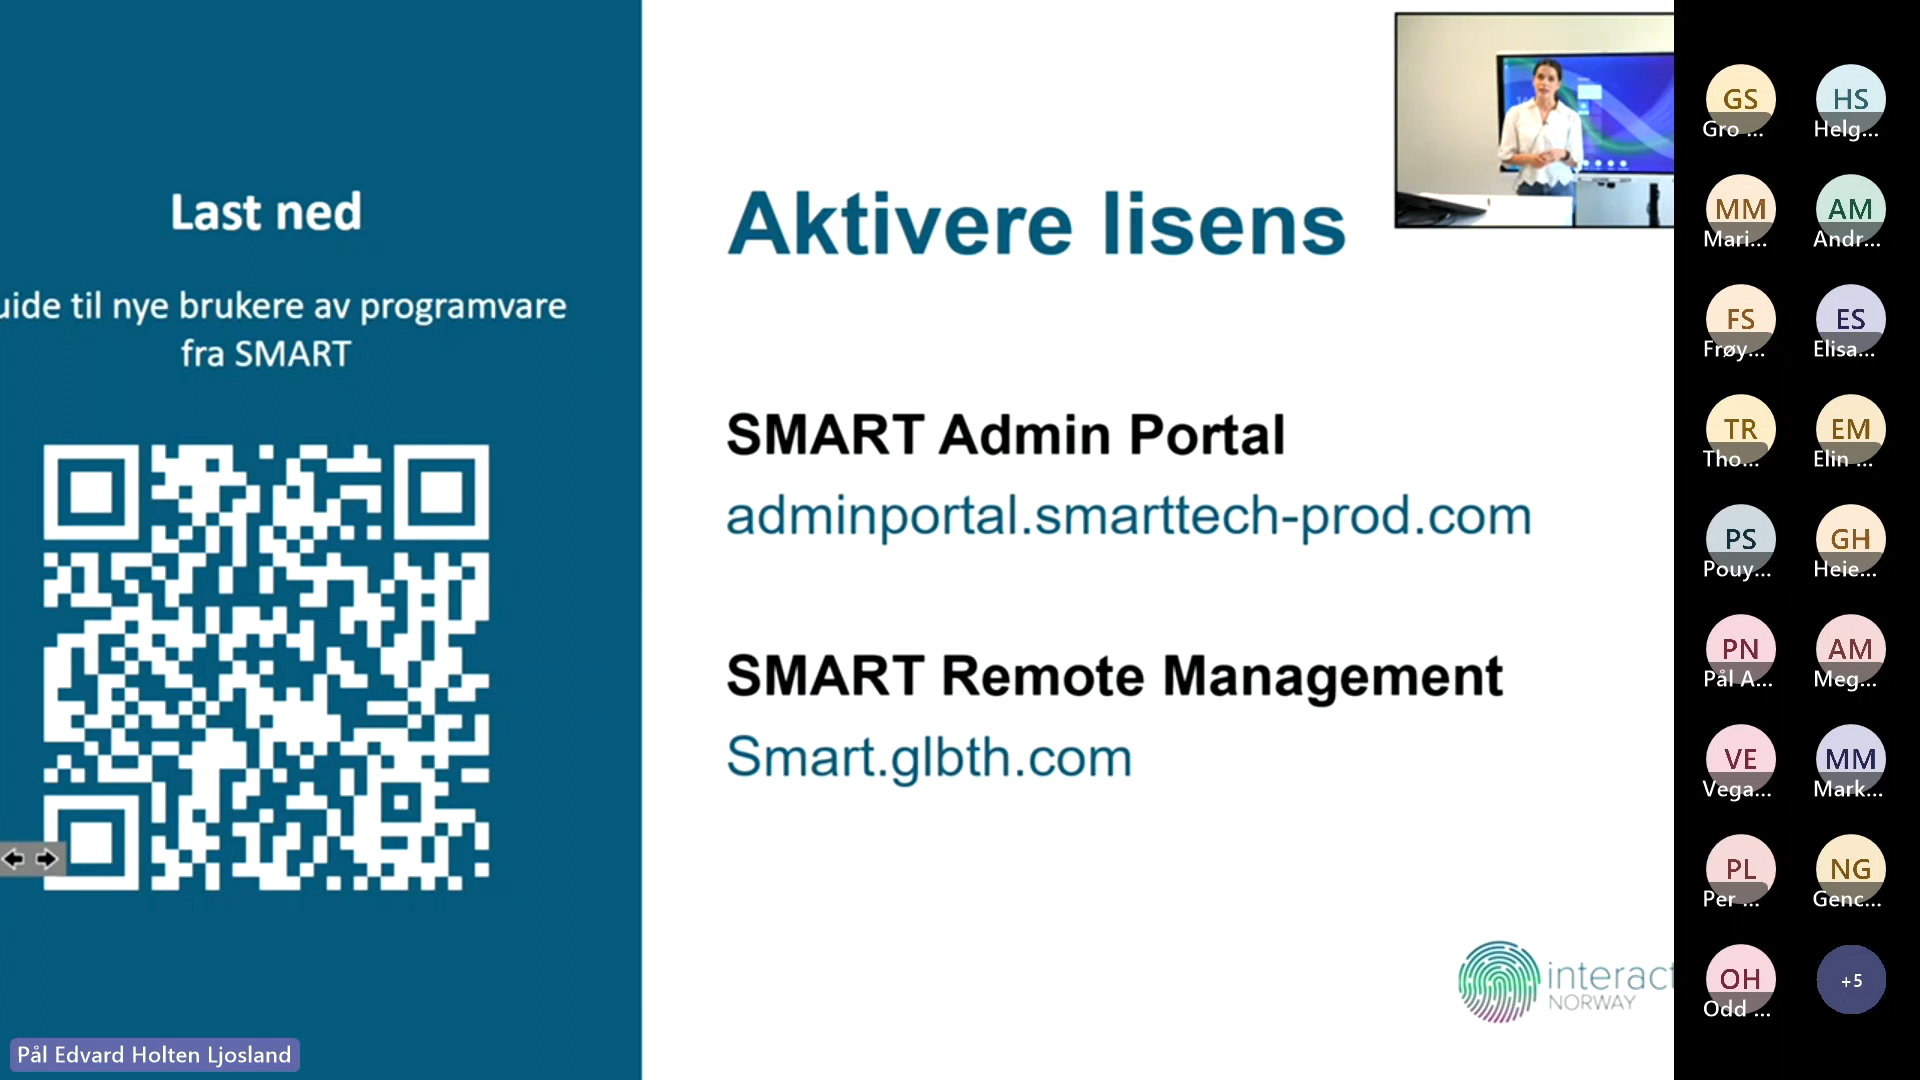 Last ned
uide til nye brukere av programvare
fra SMART
Aktivere lisens
SMART Admin Portal
adminportal.smarttech-prod.com
SMART Remote Management
Smart.glbth.com
interact
NORWAY
Pål Edvard Holten Ljosland
GS
Gro ...
HS
Helg...
MM
Mari...
AM
Andr...
FS
Frøy...
ES
Elisa...
TR
Tho...
EM
Elin ...
PS
Pouy...
GH
Heie...
PN
Pål A...
AM
Meg...
VE
Vega...
MM
Mark...
PL
Per ...
NG
Genc...
OH
Odd ...
+5